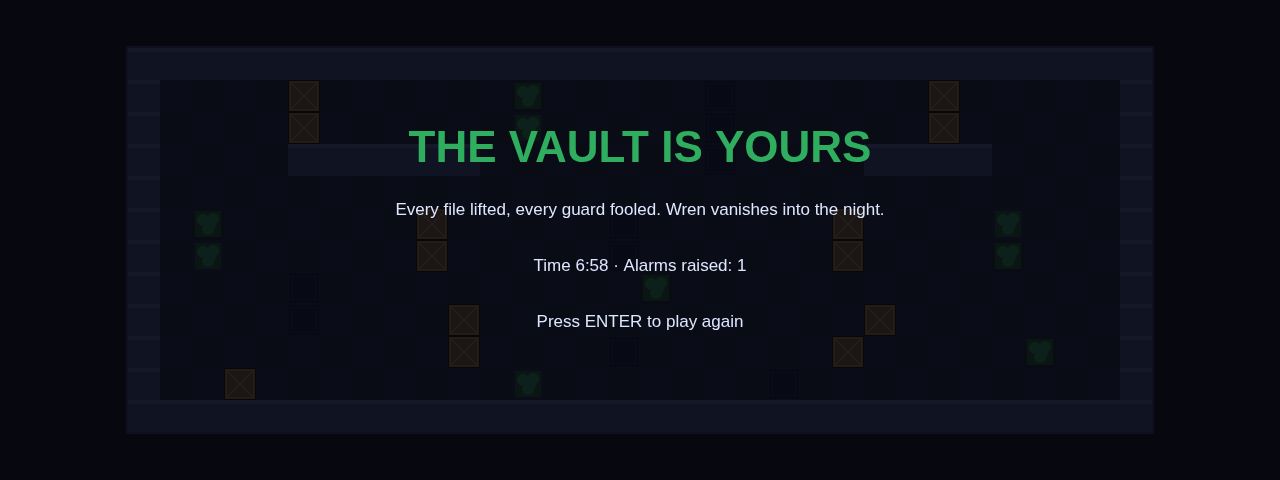 THE VAULT IS YOURS
Every file lifted, every guard fooled. Wren vanishes into the night.
Time 6:58 · Alarms raised: 1
Press ENTER to play again